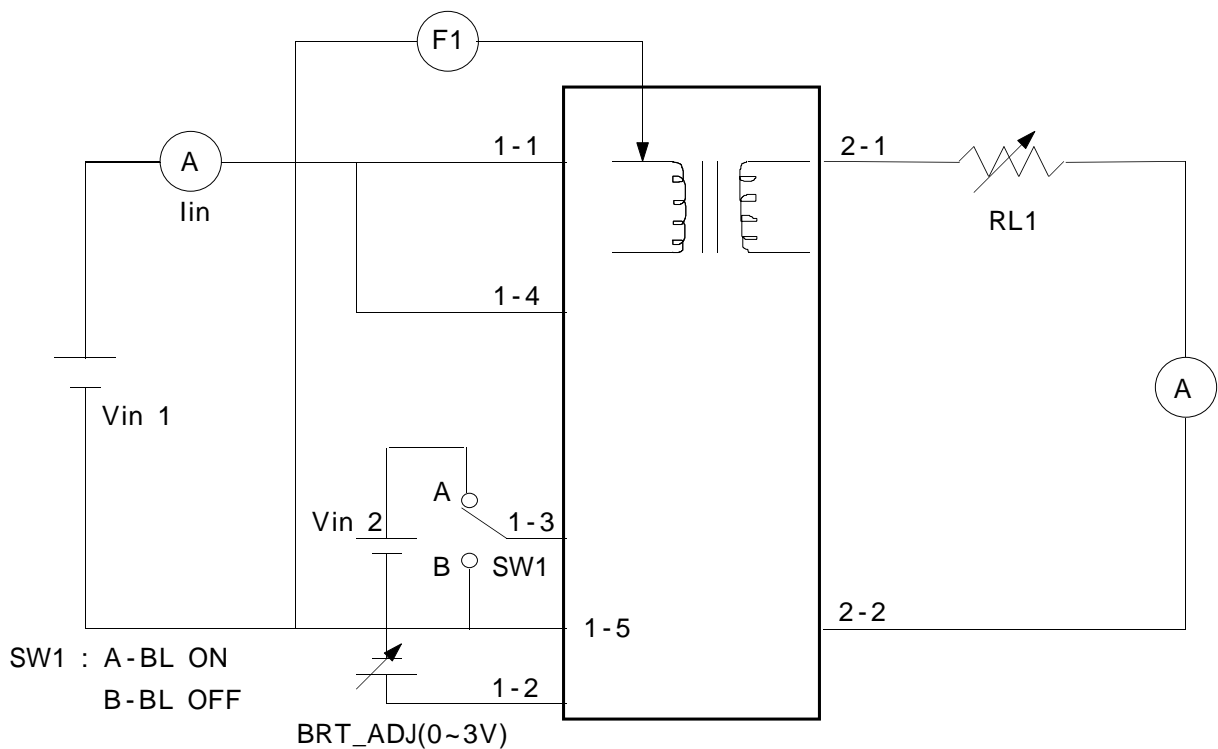 F1
1-1
A
Iin
2-1
RL1
1-4
A
Vin 1
A
Vin 2
1-3
B
SW1
1-5
2-2
SW1 : A-BL ON
B-BL OFF
1-2
BRT_ADJ(0~3V)